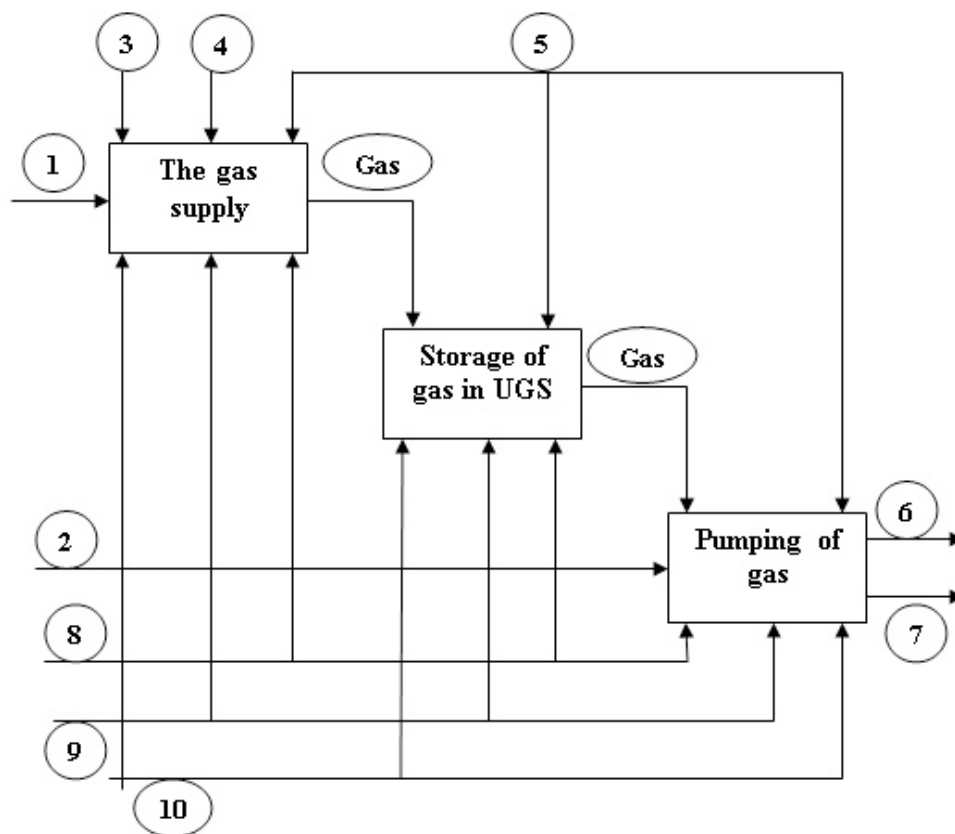 3
4
5
1
The gas
supply
Gas
Storage of
gas in UGS
Gas
2
Pumping of
gas
6
7
8
9
10